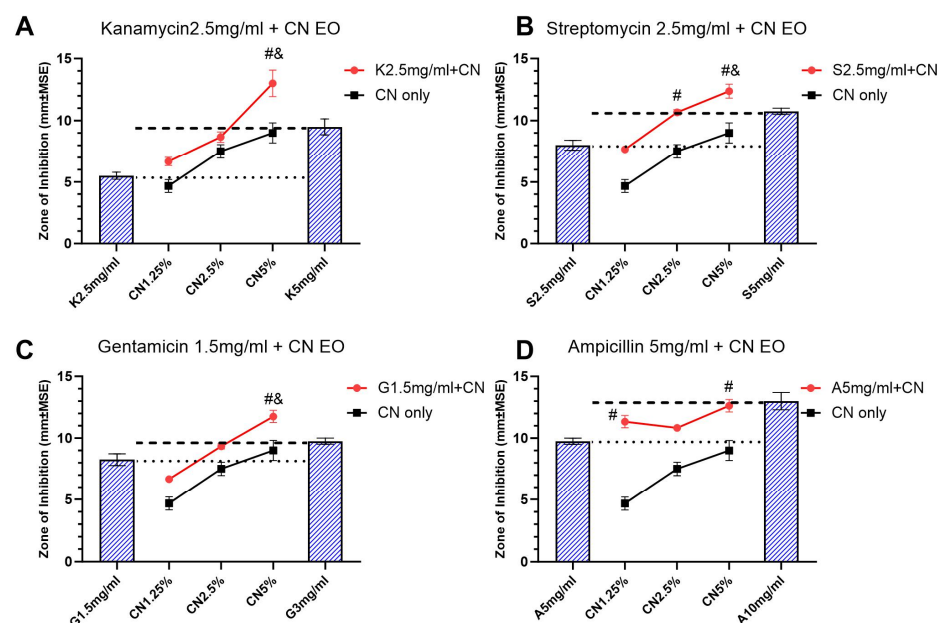 A
Kanamycin2.5mg/ml + CN EO
Zone of Inhibition (mm±MSE)
15
10
5
0
#&
K2.5mg/ml+CN
CN only
K2.5mg/ml
CN1.25%
CN2.5%
CN5%
K5mg/ml
B
Streptomycin 2.5mg/ml + CN EO
Zone of Inhibition (mm±MSE)
15
10
5
0
#
#&
S2.5mg/ml+CN
CN only
S2.5mg/ml
CN1.25%
CN2.5%
CN5%
S5mg/ml
C
Gentamicin 1.5mg/ml + CN EO
Zone of Inhibition (mm±MSE)
15
10
5
0
#&
G1.5mg/ml+CN
CN only
G1.5mg/ml
CN1.25%
CN2.5%
CN5%
G3mg/ml
D
Ampicillin 5mg/ml + CN EO
Zone of Inhibition (mm±MSE)
15
10
5
0
#
#
A5mg/ml+CN
CN only
A5mg/ml
CN1.25%
CN2.5%
CN5%
A10mg/ml